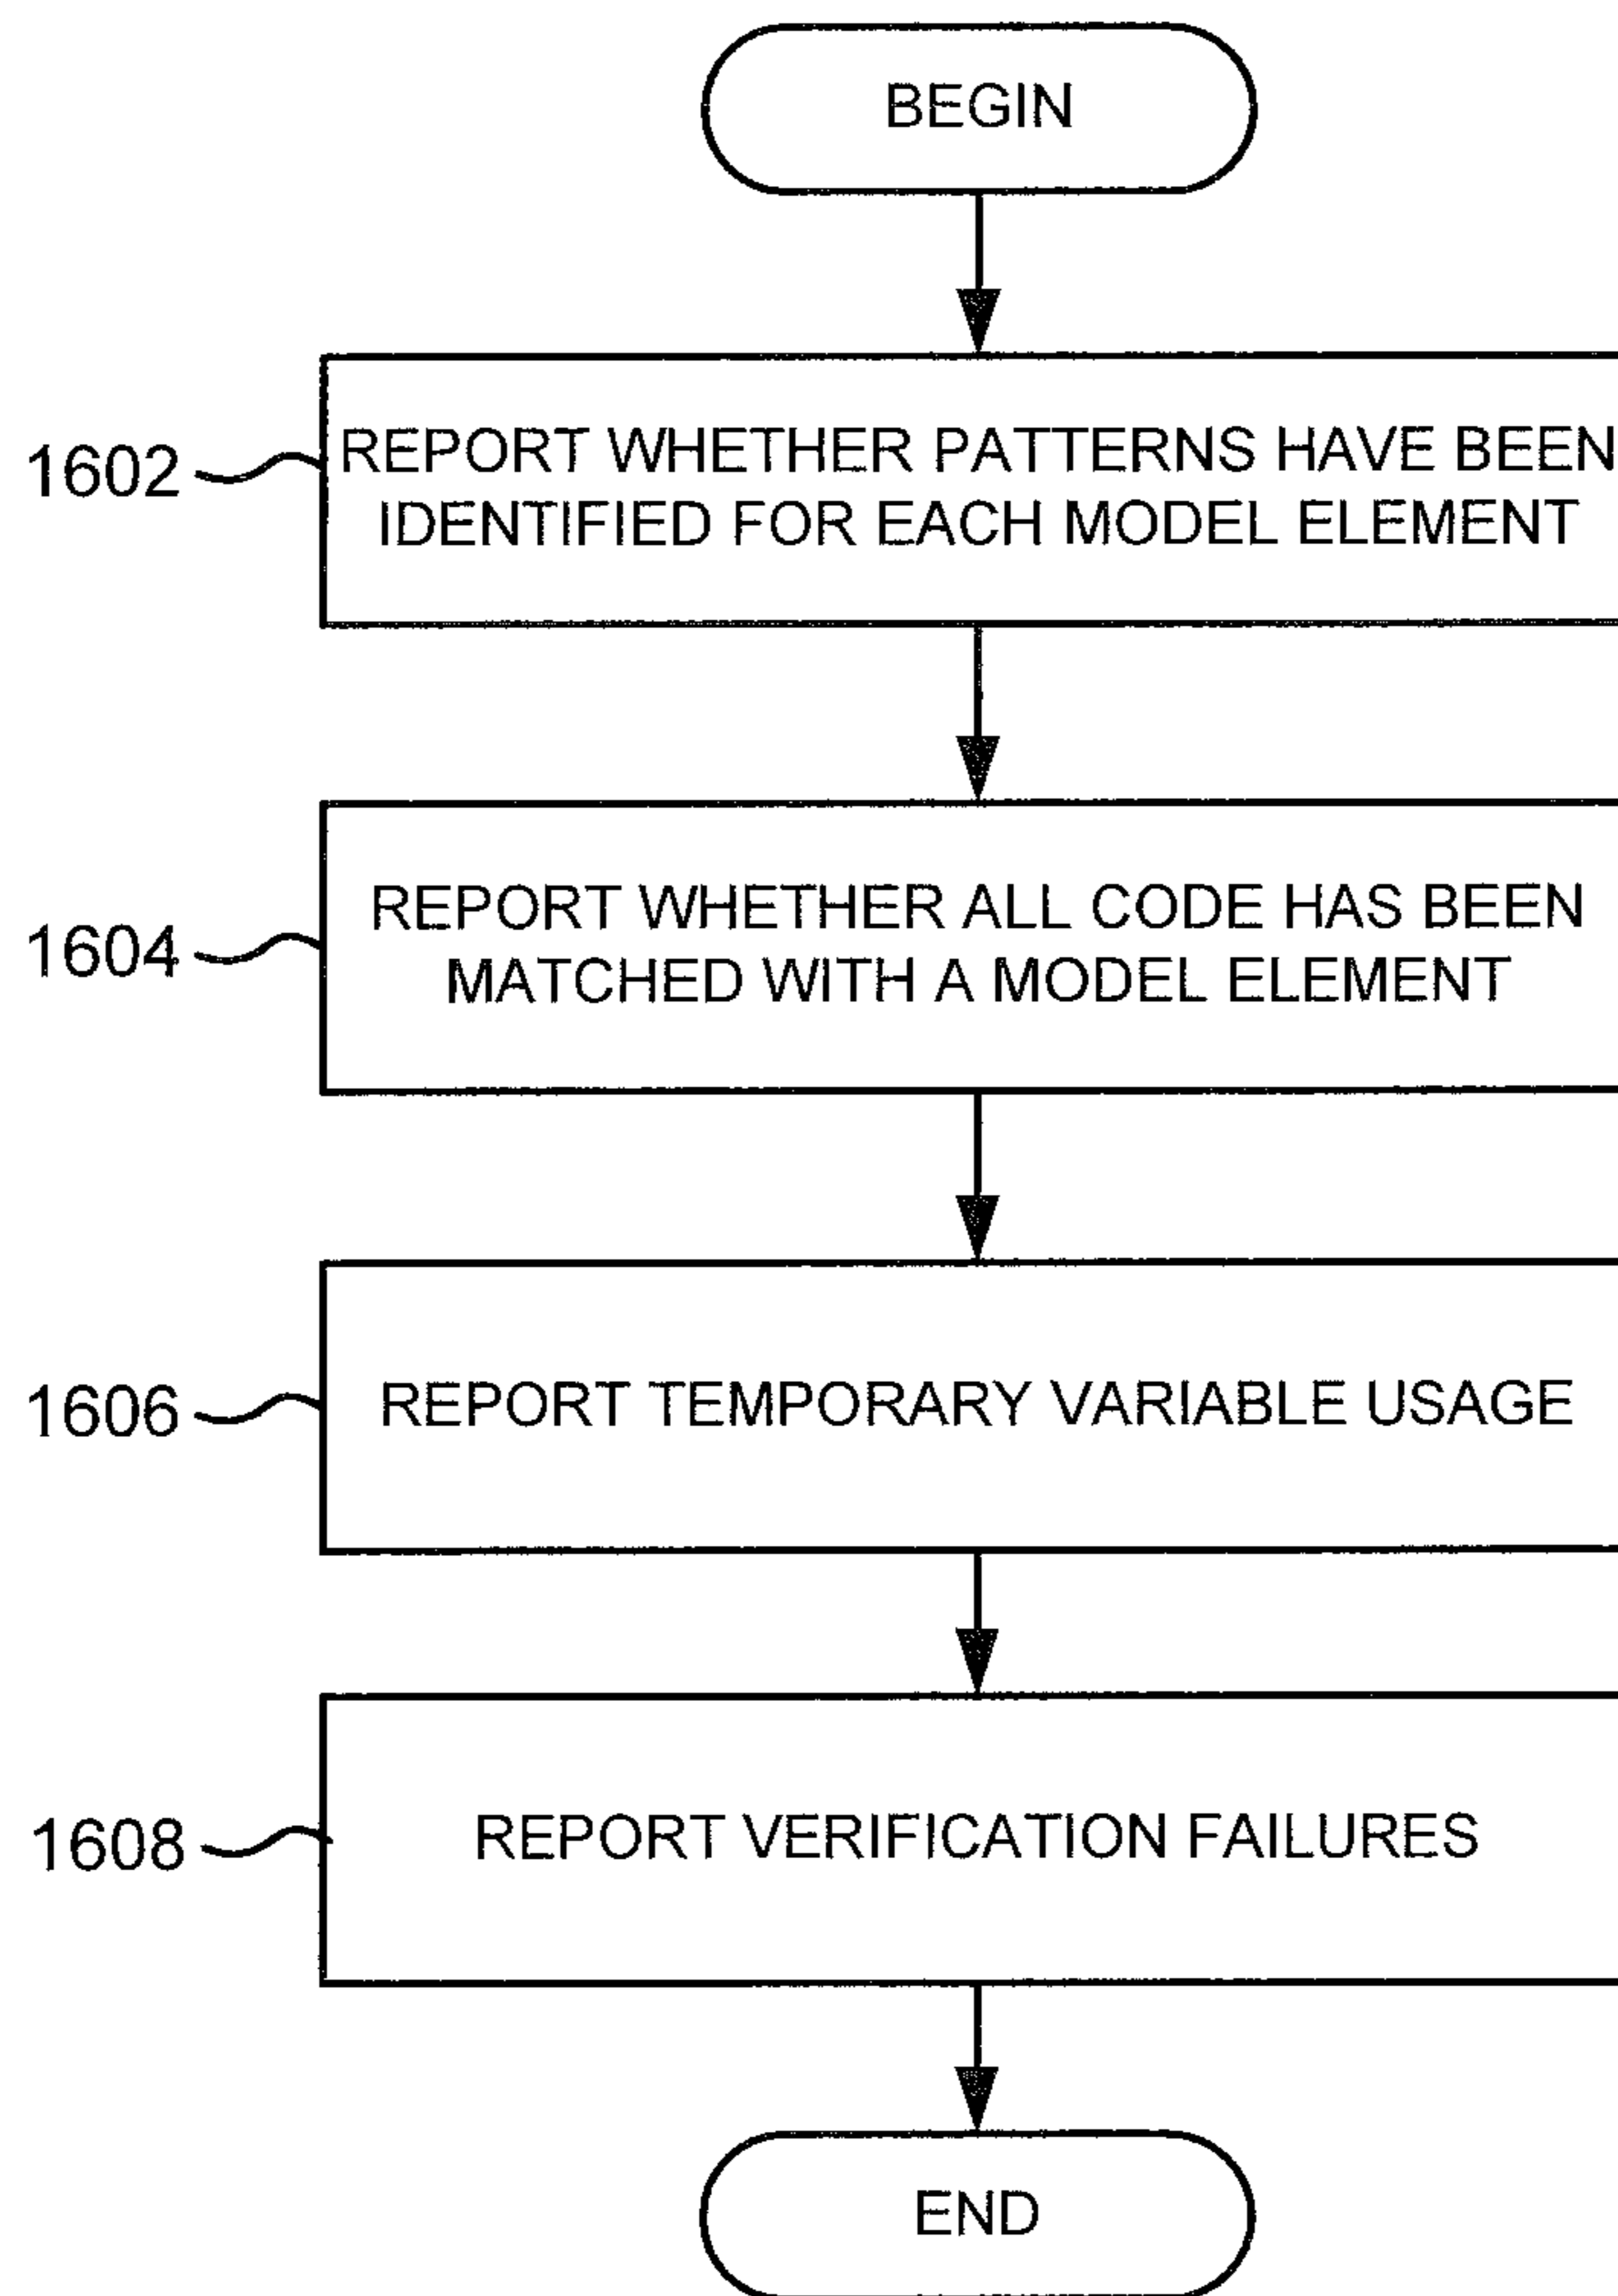 BEGIN
1602
REPORT WHETHER PATTERNS HAVE BEEN
IDENTIFIED FOR EACH MODEL ELEMENT
1604
REPORT WHETHER ALL CODE HAS BEEN
MATCHED WITH A MODEL ELEMENT
1606
REPORT TEMPORARY VARIABLE USAGE
1608
REPORT VERIFICATION FAILURES
END